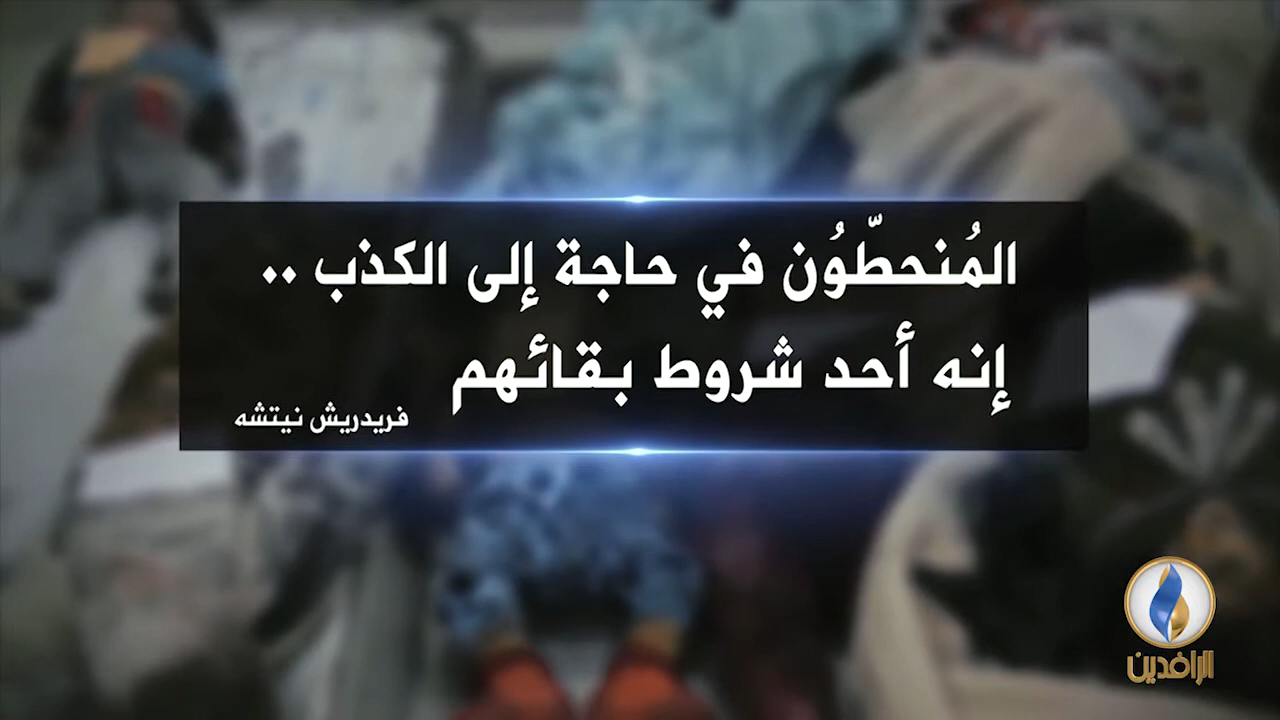 المُنحطّوُن في حاجة إلى الكذب ..
إنه أحد شروط بقائهم
فريدريش نيتشه
الرافدين